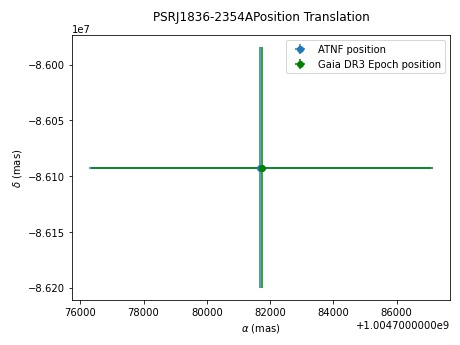 PSRJ1836-2354APosition Translation
1e7
ATNF position
Gaia DR3 Epoch position
−8.600
−8.605
−8.610
−8.615
−8.620
δ (mas)
76000 78000 80000 82000 84000 86000
+1.0047000000e9
α (mas)